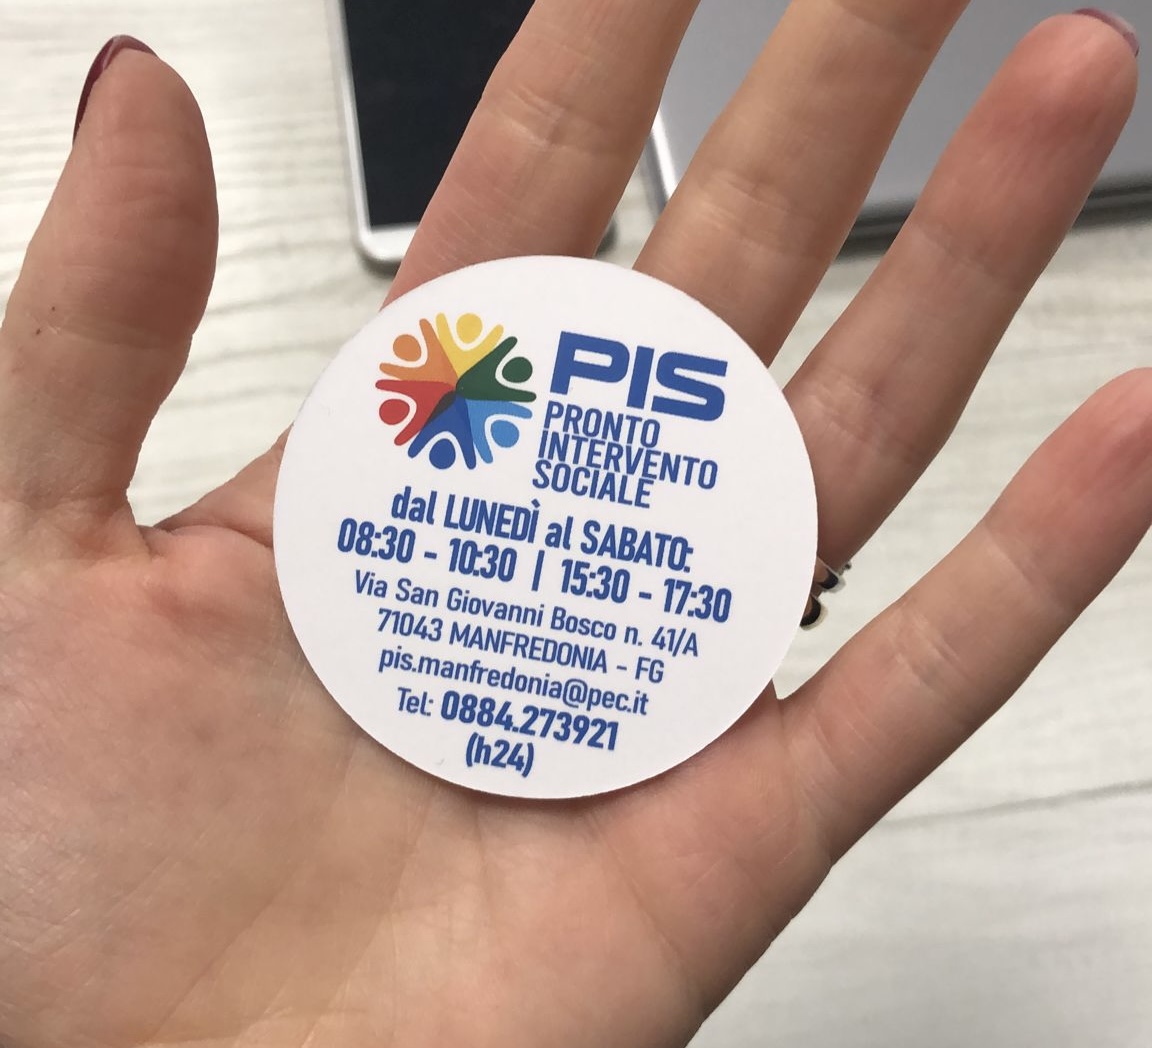 PIS
PRONTO
INTERVENTO
SOCIALE
dal LUNEDÌ al SABATO:
08:30 - 10:30 | 15:30 - 17:30
Via San Giovanni Bosco n. 41/A
71043 MANFREDONIA - FG
pis.manfredonia@pec.it
Tel: 0884.273921
(h24)